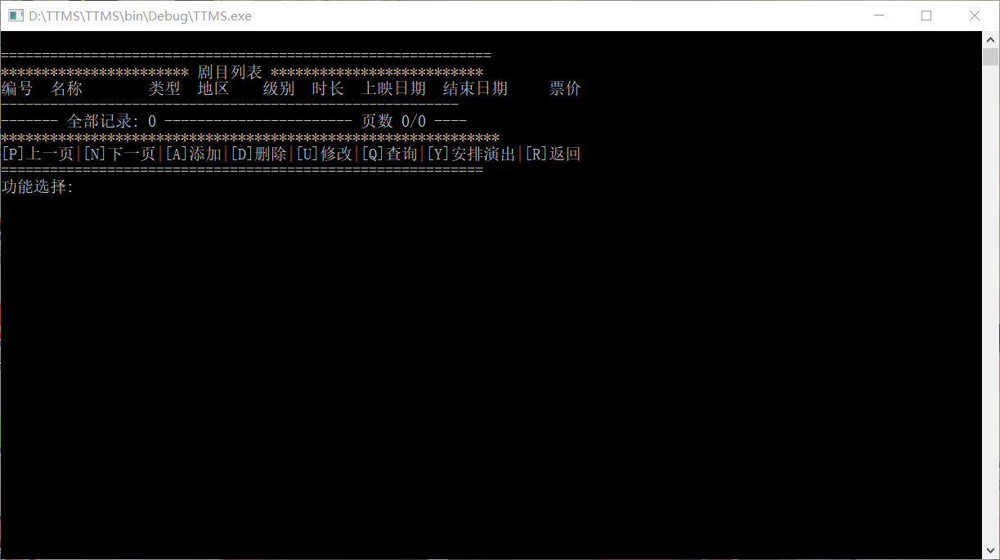 D:\TTMS\TTMS\bin\Debug\TTMS.exe
============================================================
*********************** 剧目列表 **************************
编号  名称        类型  地区    级别  时长  上映日期  结束日期     票价
--------------------------------------------------------
------- 全部记录: 0 ----------------------- 页数 0/0 ----
*************************************************************
[P]上一页|[N]下一页|[A]添加|[D]删除|[U]修改|[Q]查询|[Y]安排演出|[R]返回
===========================================================
功能选择: